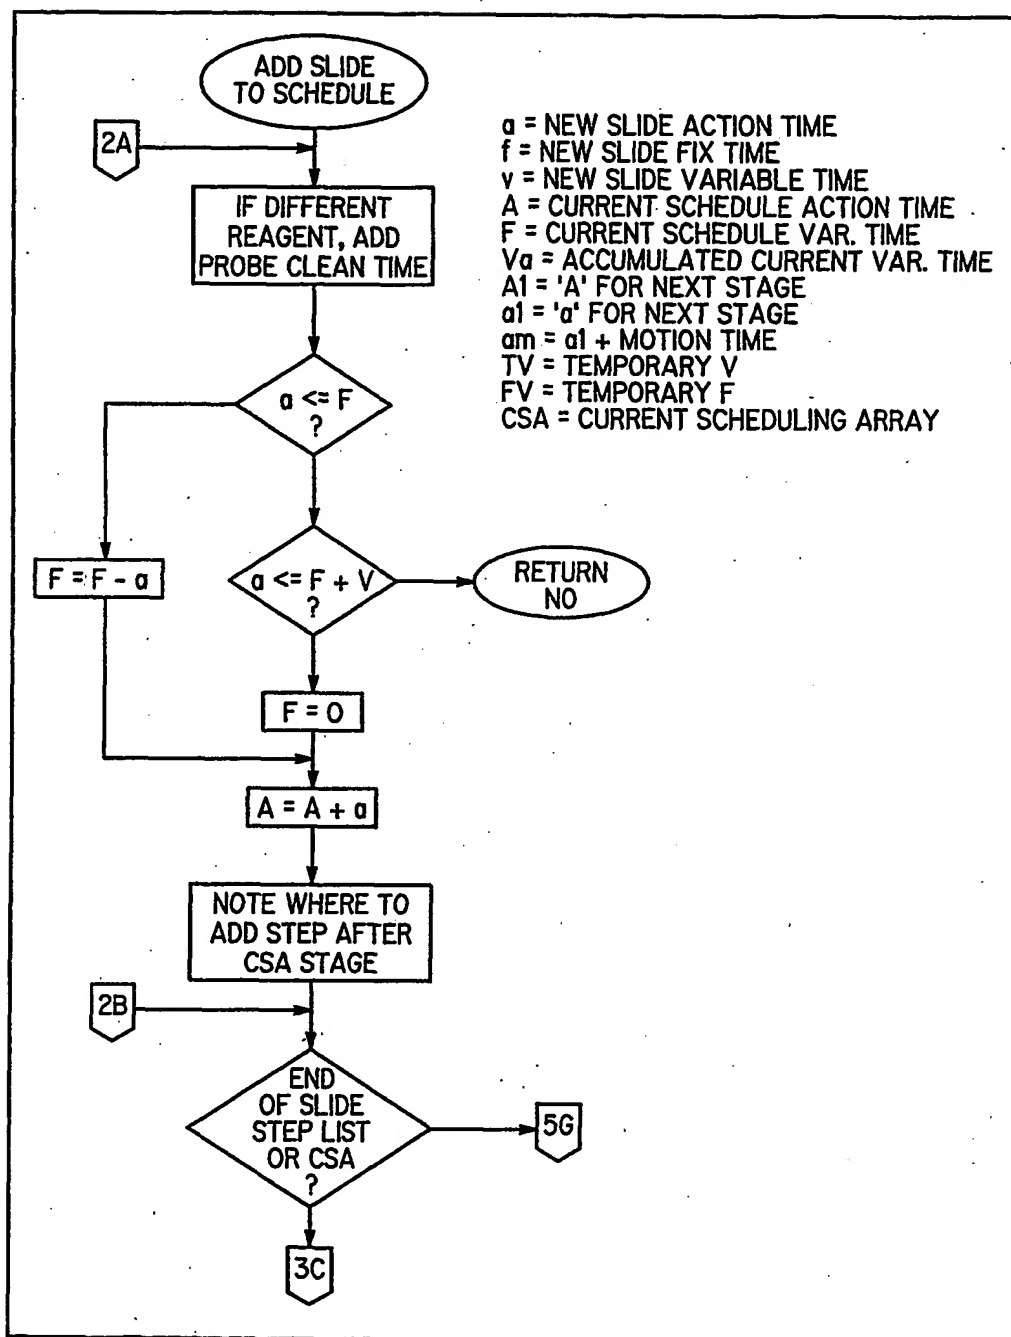 ADD SLIDE
TO SCHEDULE
2A
IF DIFFERENT
REAGENT, ADD
PROBE CLEAN TIME
a <= F
?
F = F - a
a <= F + V
?
RETURN
NO
F = 0
A = A + a
NOTE WHERE TO
ADD STEP AFTER
CSA STAGE
2B
END
OF SLIDE
STEP LIST
OR CSA
?
5G
3C
a = NEW SLIDE ACTION TIME
f = NEW SLIDE FIX TIME
v = NEW SLIDE VARIABLE TIME
A = CURRENT SCHEDULE ACTION TIME
F = CURRENT SCHEDULE VAR. TIME
Va = ACCUMULATED CURRENT VAR. TIME
A1 = 'A' FOR NEXT STAGE
a1 = 'a' FOR NEXT STAGE
am = a1 + MOTION TIME
TV = TEMPORARY V
FV = TEMPORARY F
CSA = CURRENT SCHEDULING ARRAY